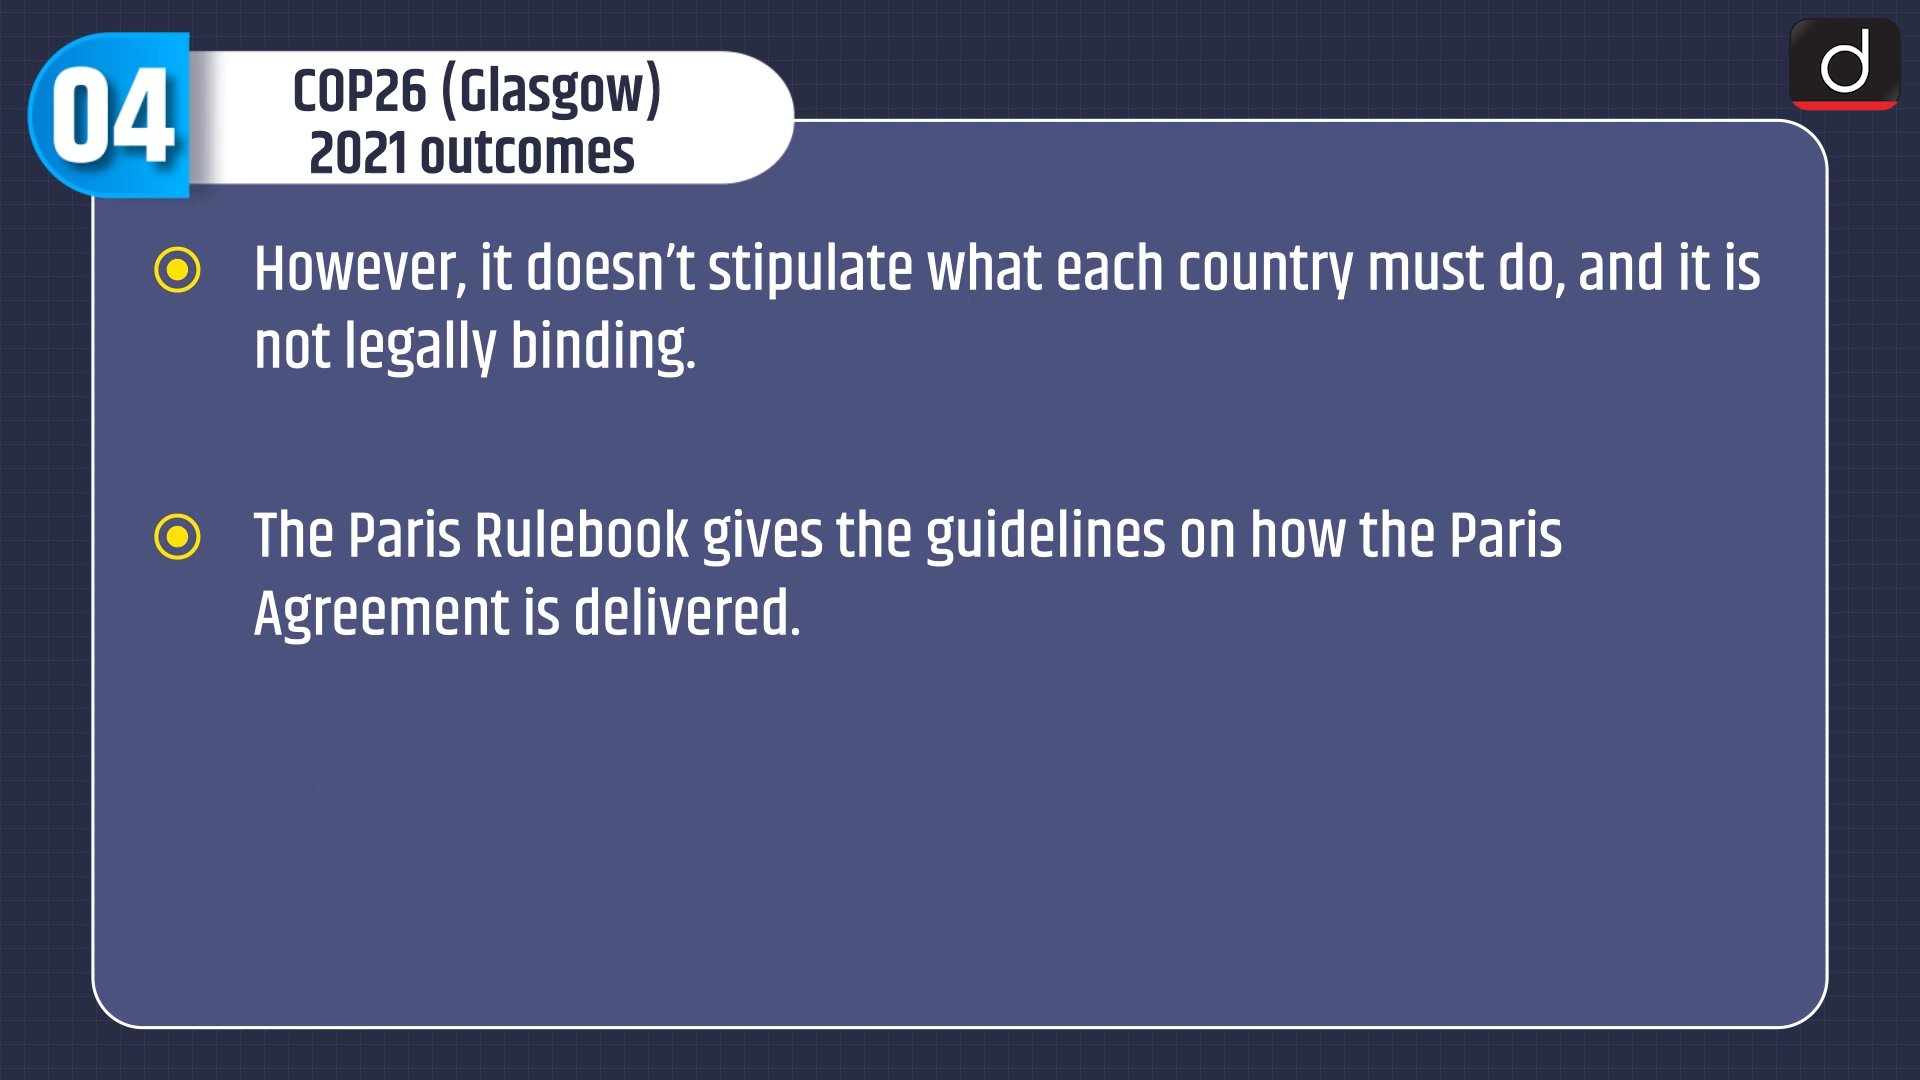 04
COP26 (Glasgow)
2021 outcomes
d
However, it doesn’t stipulate what each country must do, and it is
not legally binding.
The Paris Rulebook gives the guidelines on how the Paris
Agreement is delivered.